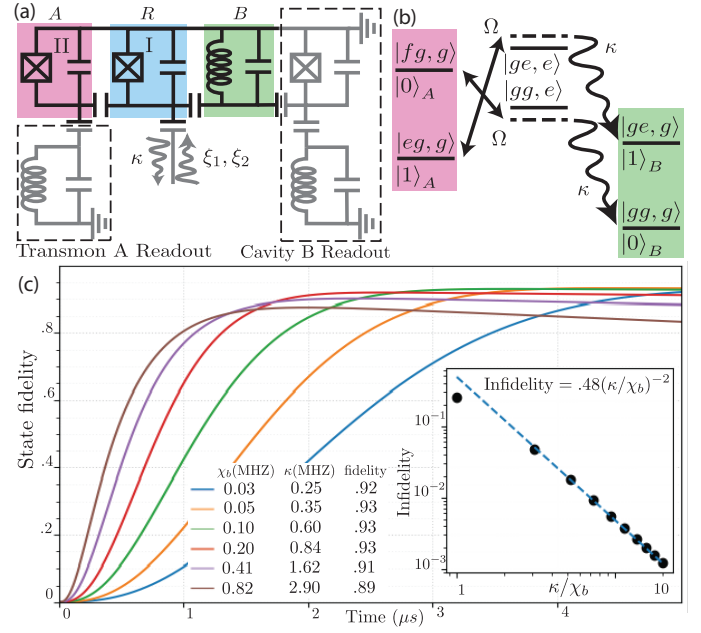 (a)
A R B
II I
κ ξ₁, ξ₂
Transmon A Readout Cavity B Readout
(b)
Ω
|fg, g⟩
|0⟩A
|ge, e⟩
|gg, e⟩
κ
|eg, g⟩
|1⟩A
Ω
|ge, g⟩
|1⟩B
κ
|gg, g⟩
|0⟩B
(c)
State fidelity
.8
.6
.4
.2
0
0 1 2 3 4
Time (μs)
χb(MHZ) κ(MHZ) fidelity
0.03 0.25 .92
0.05 0.35 .93
0.10 0.60 .93
0.20 0.84 .93
0.41 1.62 .91
0.82 2.90 .89
Infidelity = .48(κ/χb)⁻²
Infidelity
10⁻¹
10⁻²
10⁻³
1 10
κ/χb